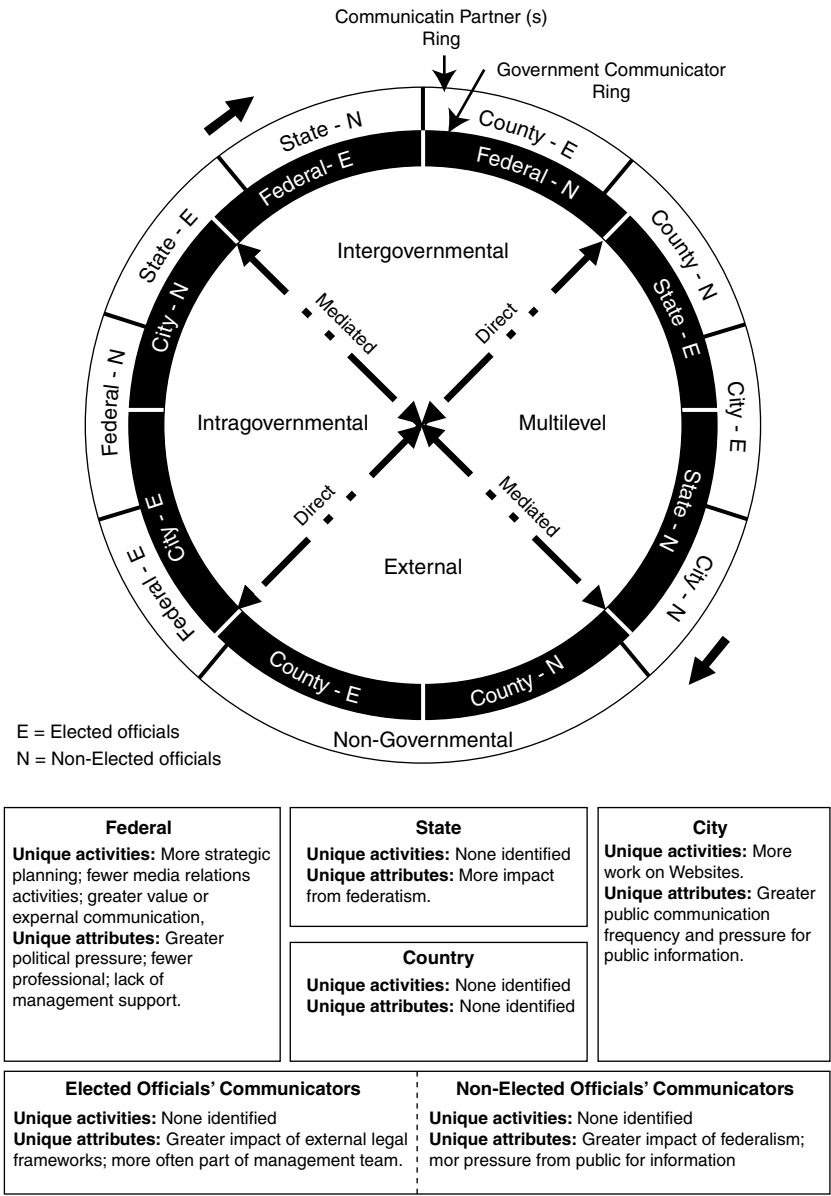 Communicatin Partner (s)
Ring
Government Communicator
Ring
State - N
County - E
Federal- E
Federal - N
State - E
County - N
City - N
State - E
Intergovernmental
Mediated
Direct
Federal - N
City - E
Intragovernmental
Multilevel
Direct
Mediated
City - E
State - N
External
Federal - E
City - N
County - E
County - N
Non-Governmental
E = Elected officials
N = Non-Elected officials
Federal
Unique activities: More strategic
planning; fewer media relations
activities; greater value or
expernal communication,
Unique attributes: Greater
political pressure; fewer
professional; lack of
management support.
State
Unique activities: None identified
Unique attributes: More impact
from federatism.
Country
Unique activities: None identified
Unique attributes: None identified
City
Unique activities: More
work on Websites.
Unique attributes: Greater
public communication
frequency and pressure for
public information.
Elected Officials' Communicators
Unique activities: None identified
Unique attributes: Greater impact of external legal
frameworks; more often part of management team.
Non-Elected Officials' Communicators
Unique activities: None identified
Unique attributes: Greater impact of federalism;
mor pressure from public for information